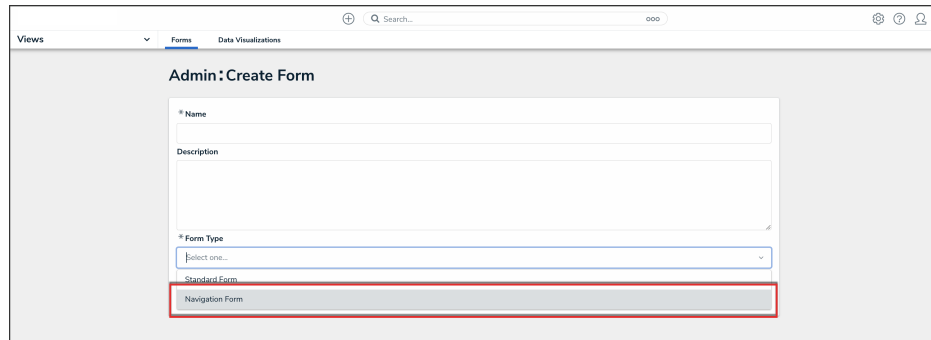 Search...
Views
Forms
Data Visualizations
Admin: Create Form
* Name
Description
* Form Type
Select one...
Standard Form
Navigation Form